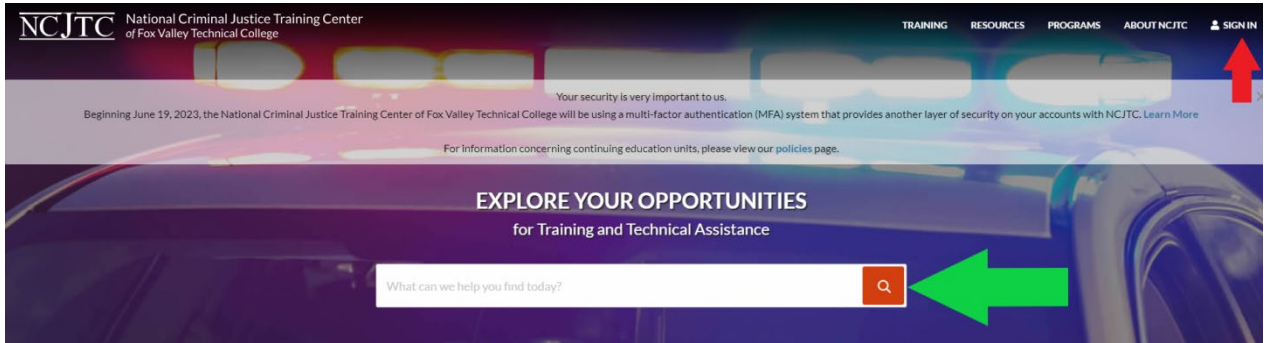 NCJTC
National Criminal Justice Training Center
of Fox Valley Technical College
TRAINING RESOURCES PROGRAMS ABOUT NCJTC SIGN IN
Your security is very important to us.
Beginning June 19, 2023, the National Criminal Justice Training Center of Fox Valley Technical College will be using a multi-factor authentication (MFA) system that provides another layer of security on your accounts with NCJTC. Learn More
For information concerning continuing education units, please view our policies page.
EXPLORE YOUR OPPORTUNITIES
for Training and Technical Assistance
What can we help you find today?